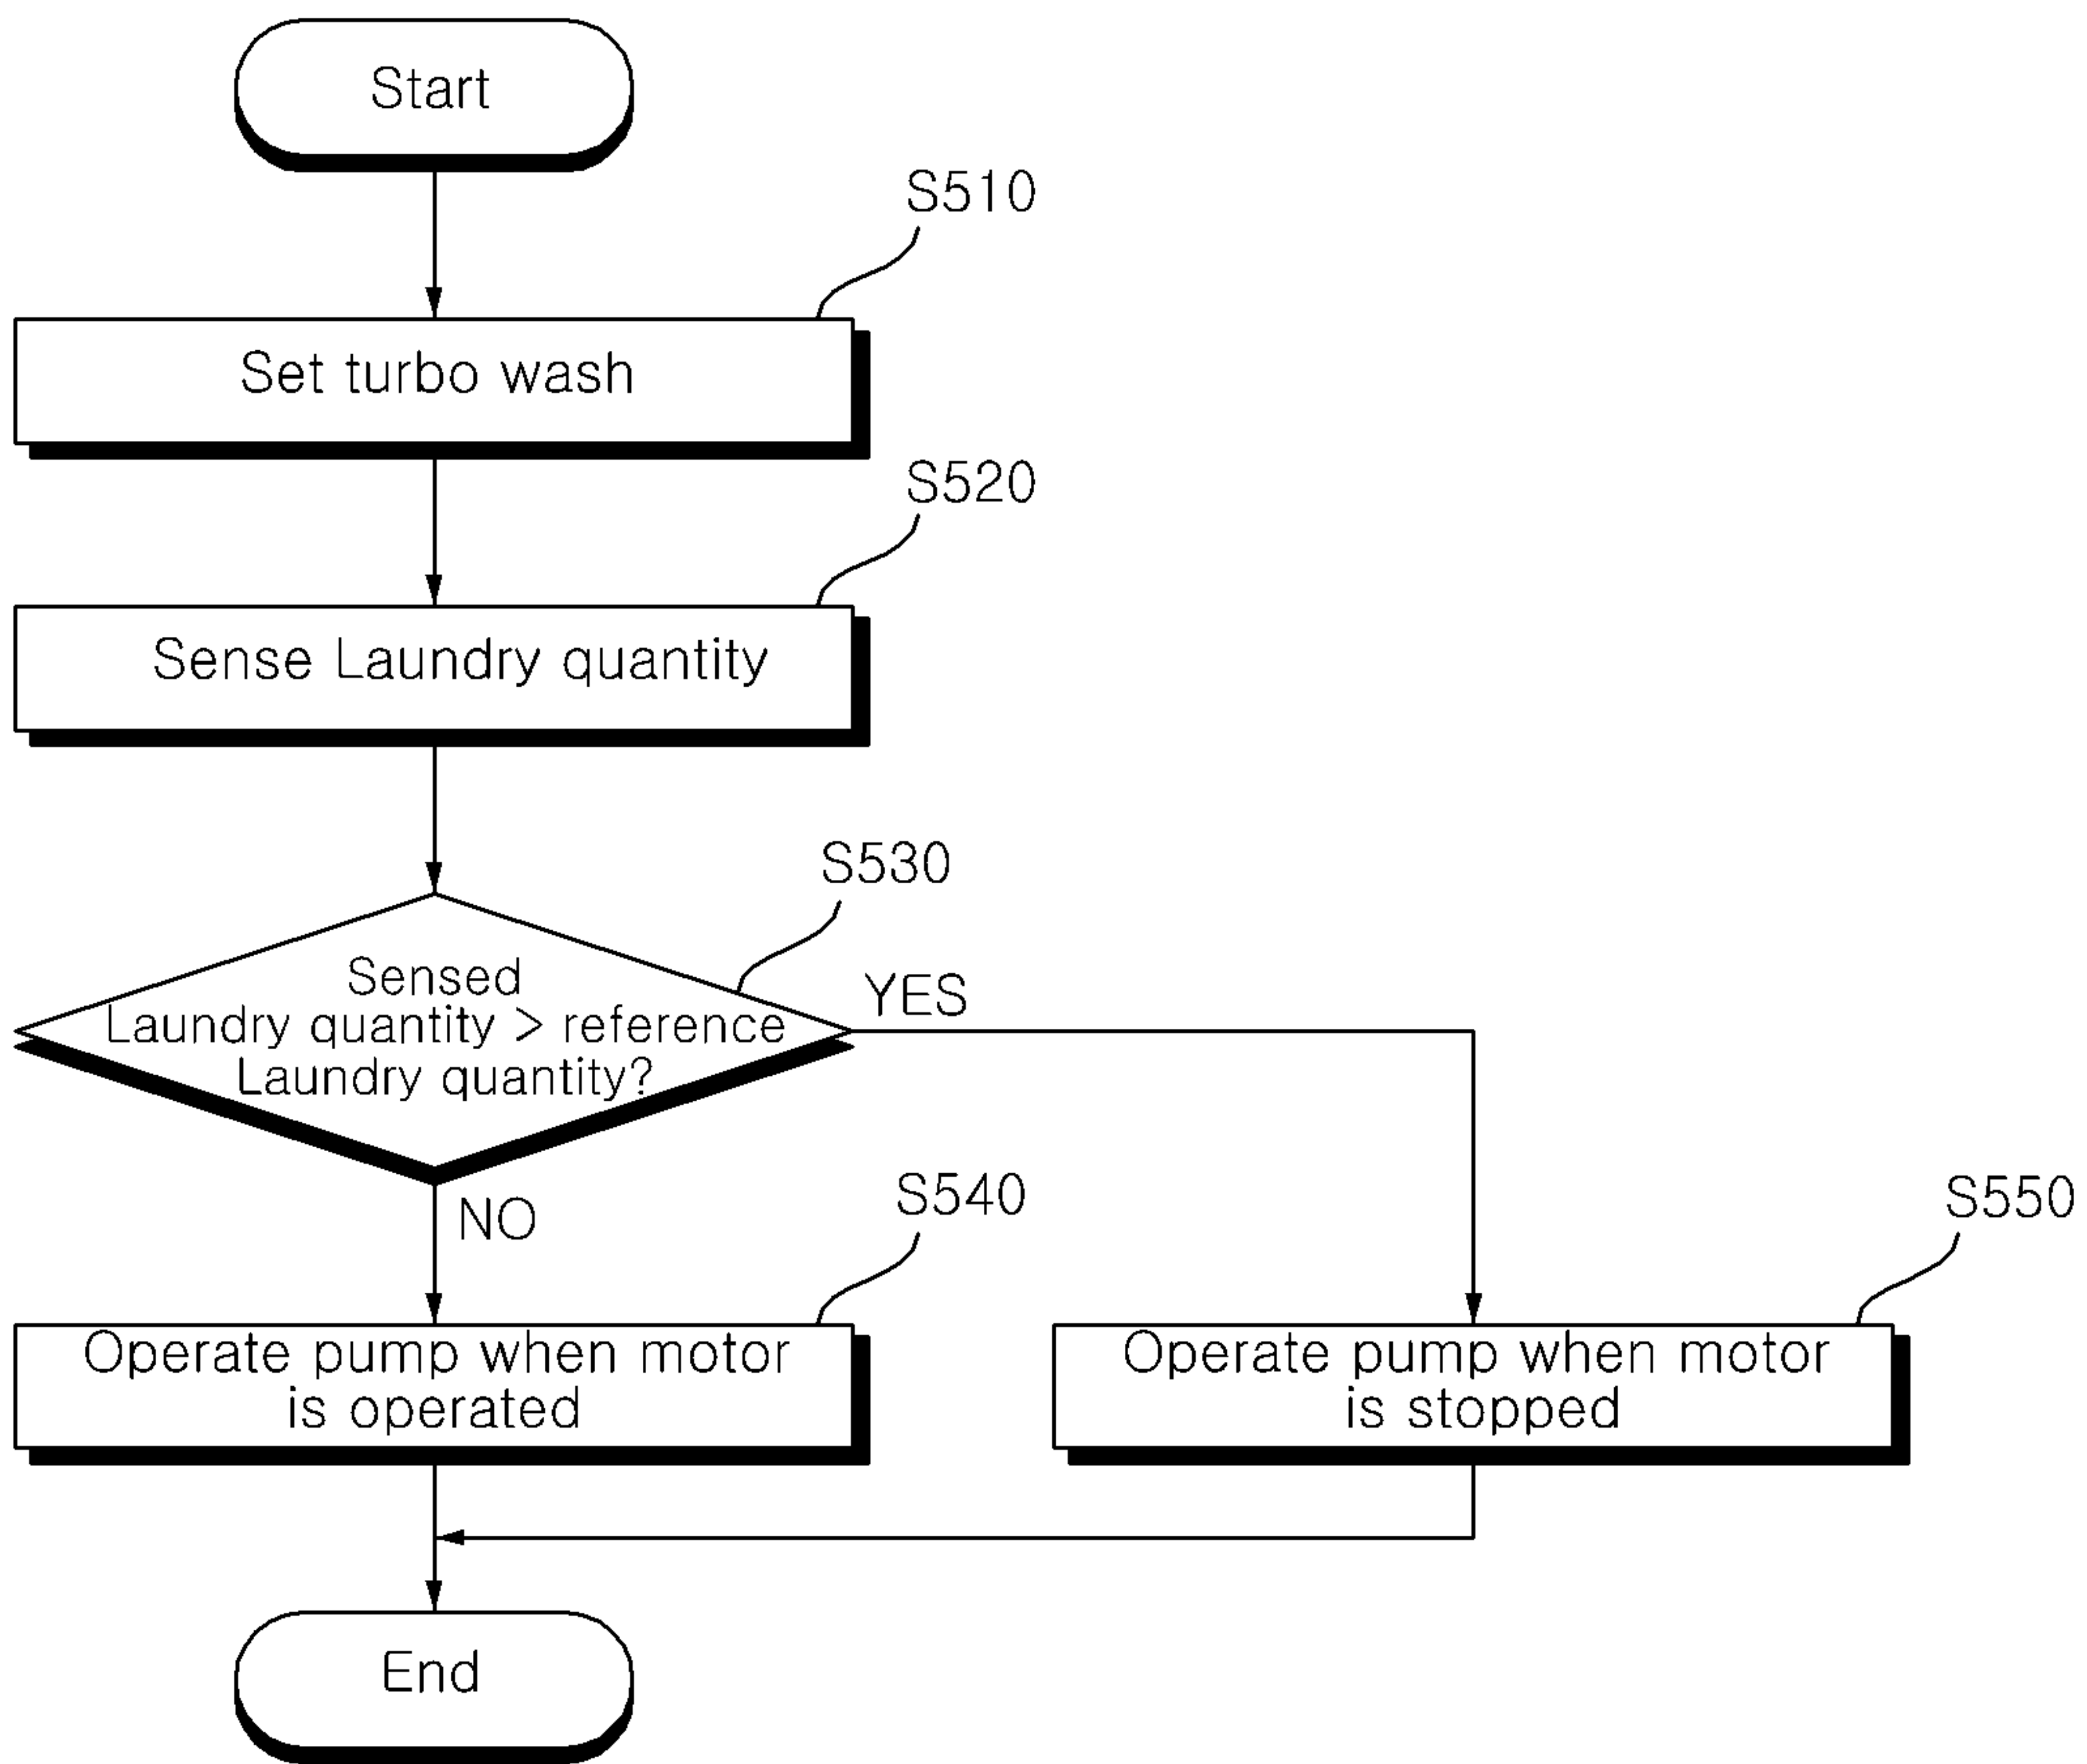 Start
S510
Set turbo wash
S520
Sense Laundry quantity
S530
Sensed
Laundry quantity > reference
Laundry quantity?
YES
NO
S540
Operate pump when motor
is operated
S550
Operate pump when motor
is stopped
End